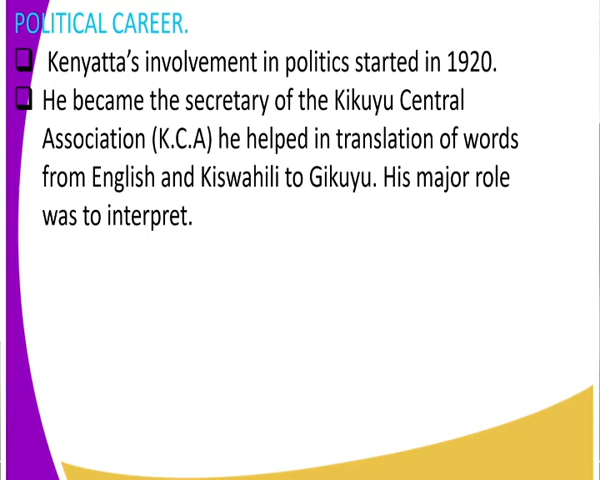 POLITICAL CAREER.
❑ Kenyatta’s involvement in politics started in 1920.
❑ He became the secretary of the Kikuyu Central
Association (K.C.A) he helped in translation of words
from English and Kiswahili to Gikuyu. His major role
was to interpret.